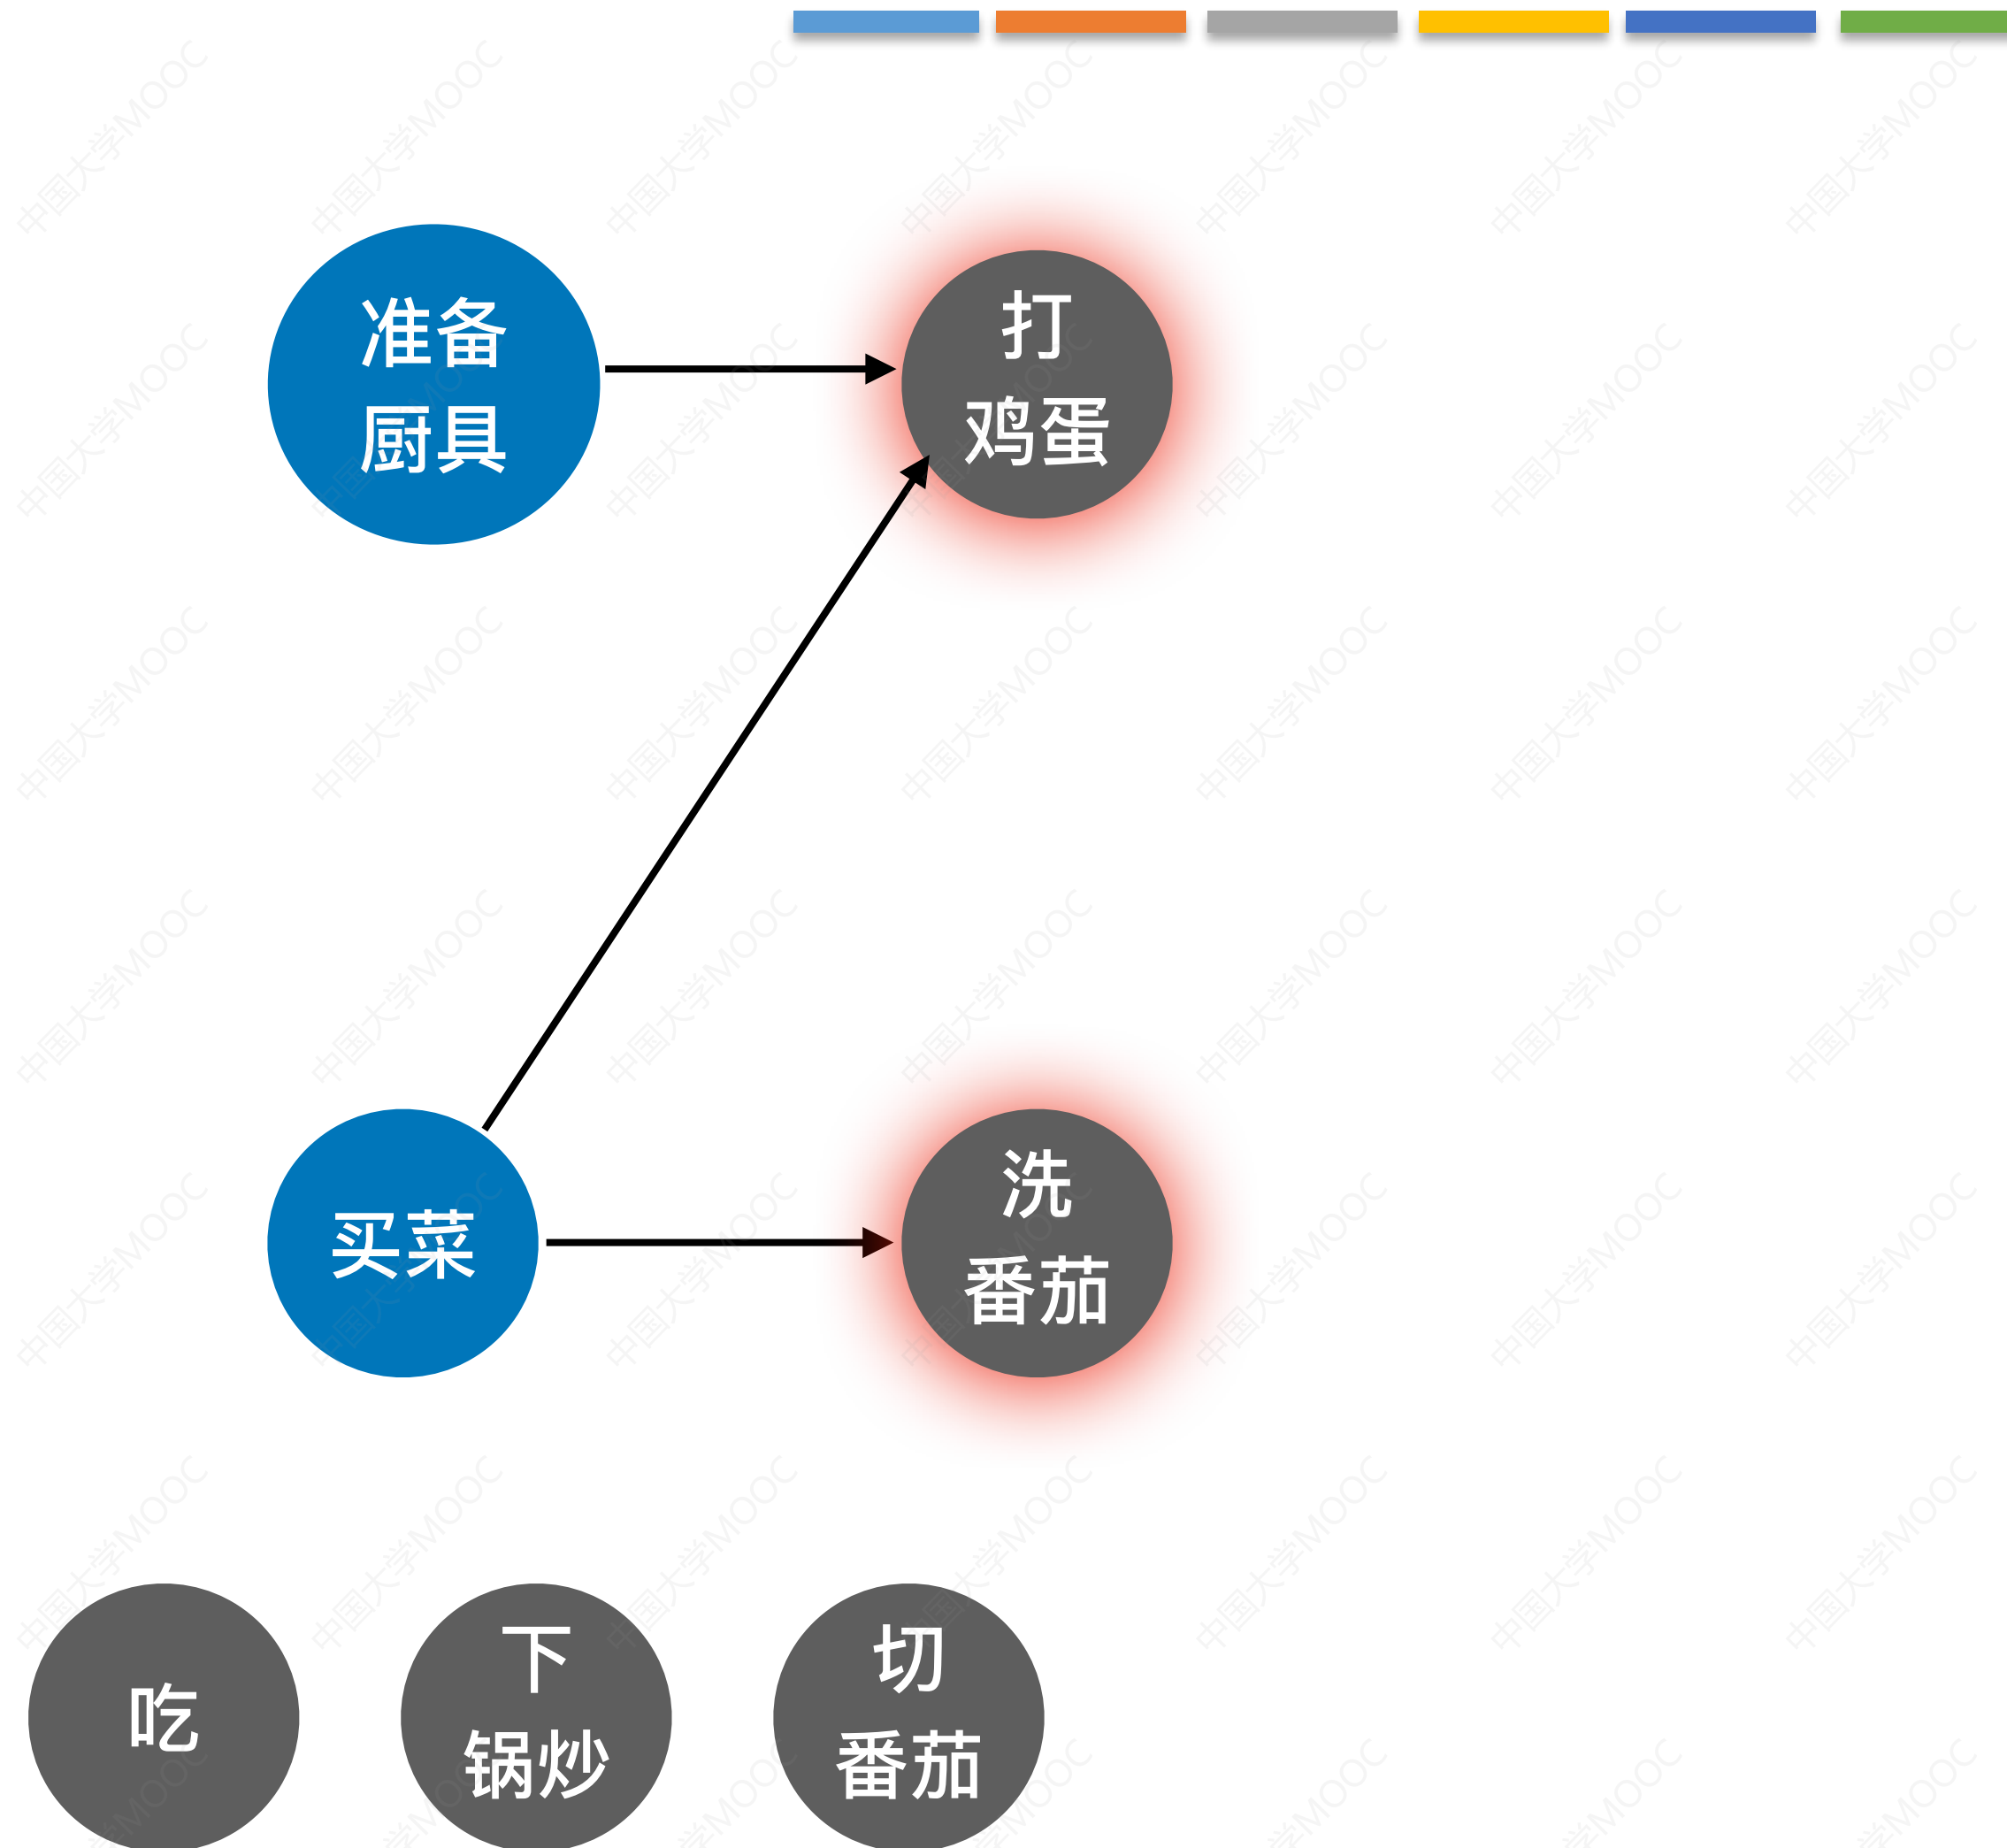 准备
厨具
打
鸡蛋
买菜
洗
番茄
吃
下
锅炒
切
番茄
中国大学MOOC